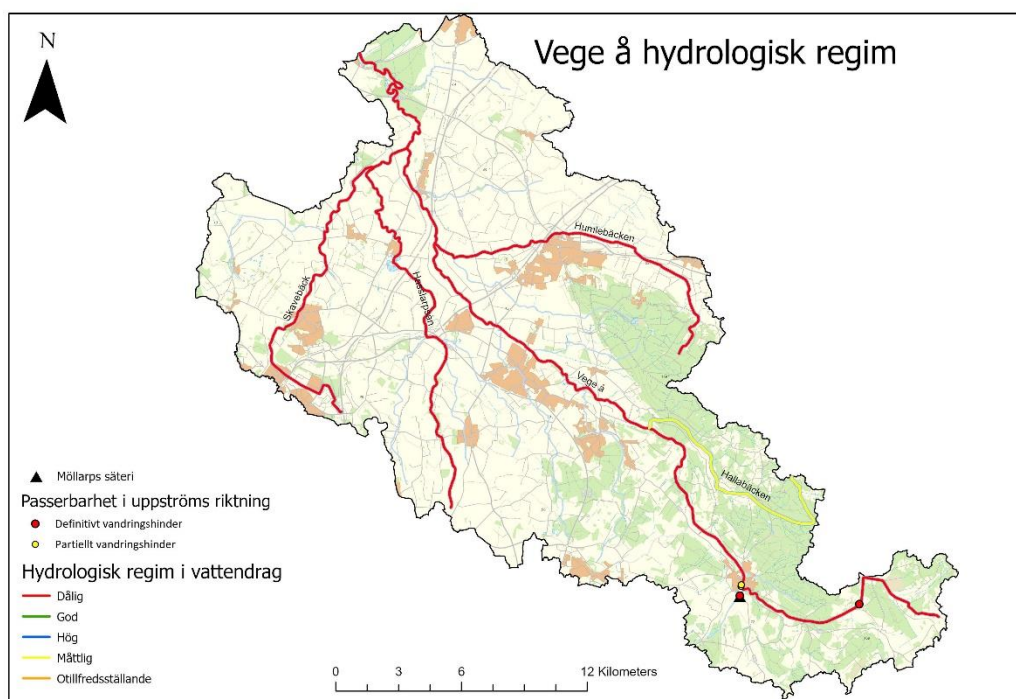 Vege å hydrologisk regim
N
Humlebäcken
Skavebäck
Hasslarpsån
Vege å
Hallabäcken
Möllarps säteri
Passerbarhet i uppströms riktning
Definitivt vandringshinder
Partiellt vandringshinder
Hydrologisk regim i vattendrag
Dålig
God
Hög
Måttlig
Otillfredsställande
0 3 6 12 Kilometers